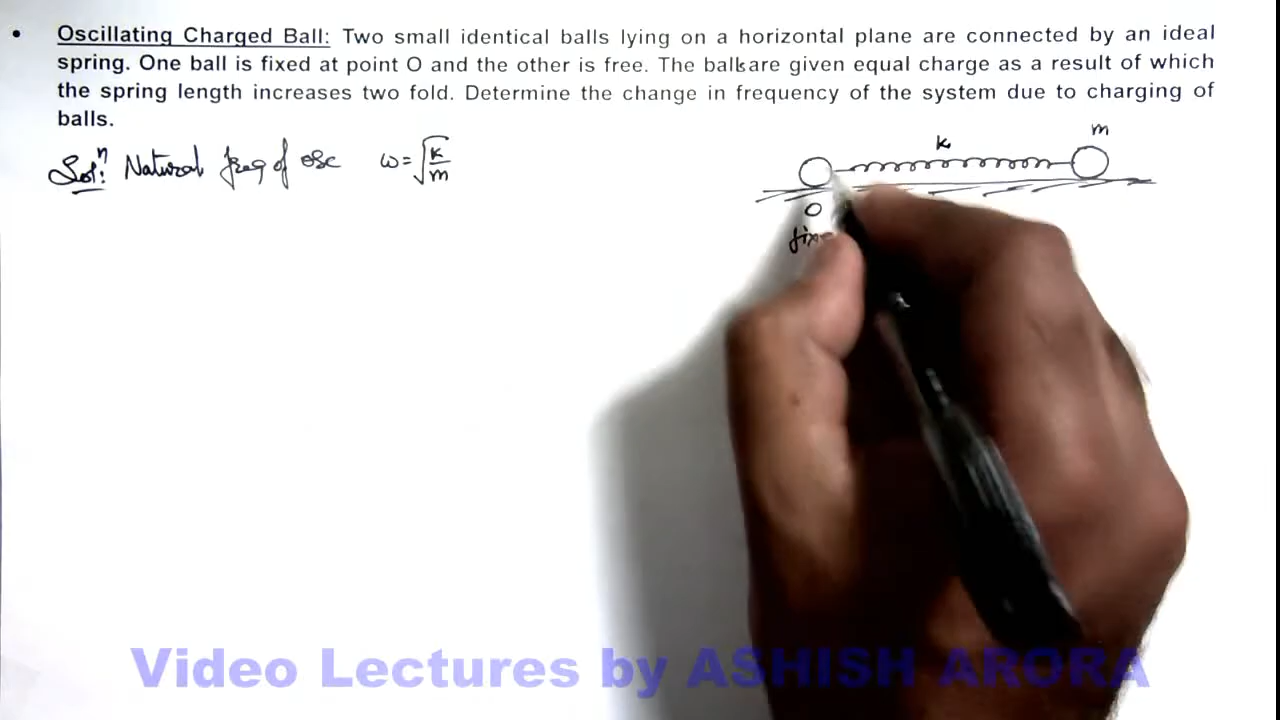 • Oscillating Charged Ball: Two small identical balls lying on a horizontal plane are connected by an ideal
spring. One ball is fixed at point O and the other is free. The balls are given equal charge as a result of which
the spring length increases two fold. Determine the change in frequency of the system due to charging of
balls.
Solⁿ: Natural freq of osc ω = √(k/m)
k
m
O
Video Lectures by ASHISH ARORA